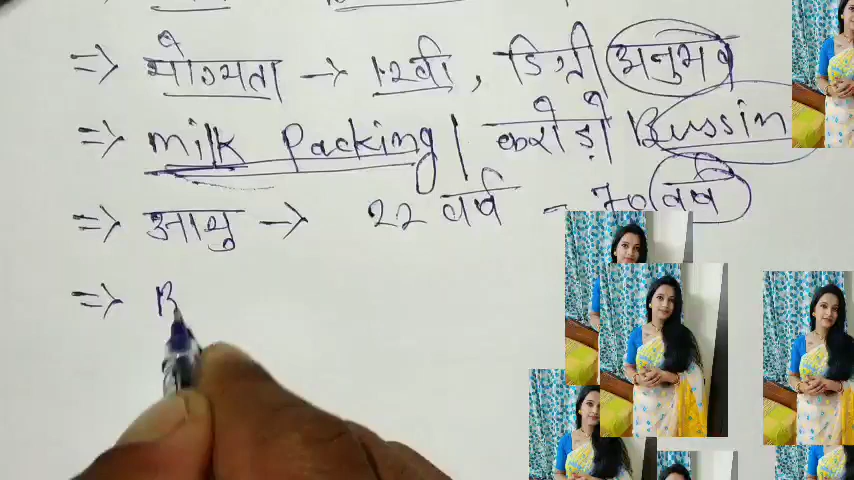 => योग्यता → 12वी, डिग्री अनुभव
=> milk Packing | करोड़ो Bussin
=> आयु → 22 वर्ष - 70 वर्ष
=> B